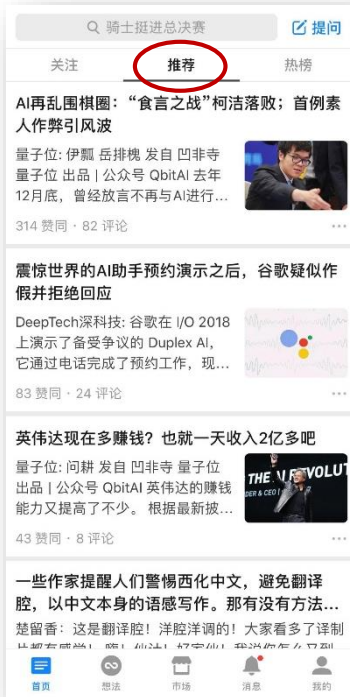 骑士挺进总决赛
提问
关注
推荐
热榜
AI再乱围棋圈：“食言之战”柯洁落败；首例素
人作弊引风波
量子位: 伊瓢 岳排槐 发自 凹非寺
量子位 出品 | 公众号 QbitAI 去年
12月底，曾经放言不再与AI进行...
314 赞同 · 82 评论
震惊世界的AI助手预约演示之后，谷歌疑似作
假并拒绝回应
DeepTech深科技: 谷歌在 I/O 2018
上演示了备受争议的 Duplex AI，
它通过电话完成了预约工作，现...
83 赞同 · 24 评论
英伟达现在多赚钱？也就一天收入2亿多吧
量子位: 问耕 发自 凹非寺 量子位
出品 | 公众号 QbitAI 英伟达的赚钱
能力又提高了不少。 根据最新披...
THE AI REVOLUT
DER & CEO
43 赞同 · 8 评论
一些作家提醒人们警惕西化中文，避免翻译
腔，以中文本身的语感写作。那有没有方法...
楚留香：这是翻译腔！洋腔洋调的！大家看多了译制
首页
想法
市场
消息
我的